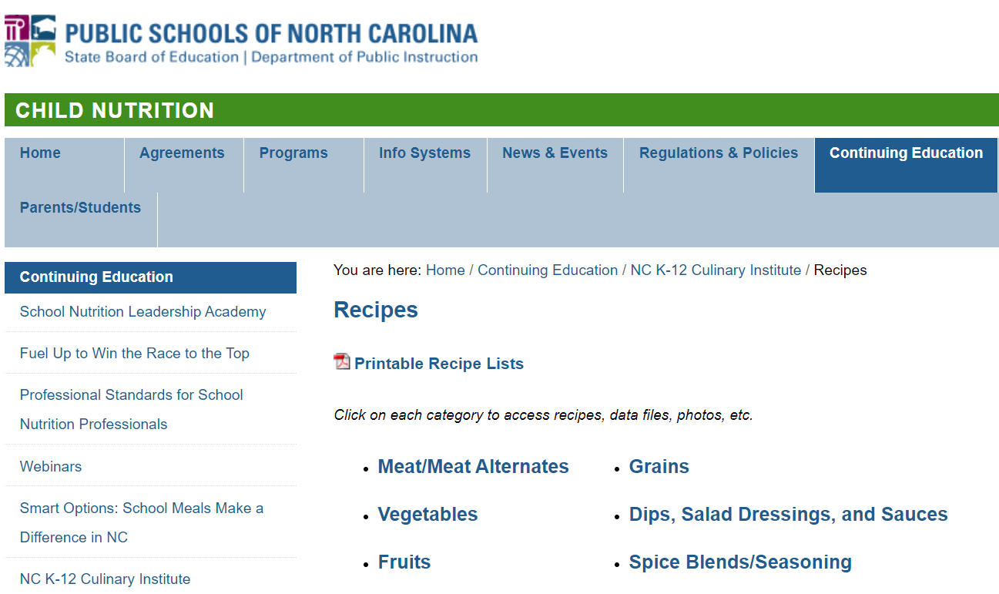 PUBLIC SCHOOLS OF NORTH CAROLINA
State Board of Education | Department of Public Instruction
CHILD NUTRITION
Home
Agreements
Programs
Info Systems
News & Events
Regulations & Policies
Continuing Education
Parents/Students
Continuing Education
School Nutrition Leadership Academy
Fuel Up to Win the Race to the Top
Professional Standards for School
Nutrition Professionals
Webinars
Smart Options: School Meals Make a
Difference in NC
NC K-12 Culinary Institute
You are here: Home / Continuing Education / NC K-12 Culinary Institute / Recipes
Recipes
Printable Recipe Lists
Click on each category to access recipes, data files, photos, etc.
• Meat/Meat Alternates
• Vegetables
• Fruits
• Grains
• Dips, Salad Dressings, and Sauces
• Spice Blends/Seasoning